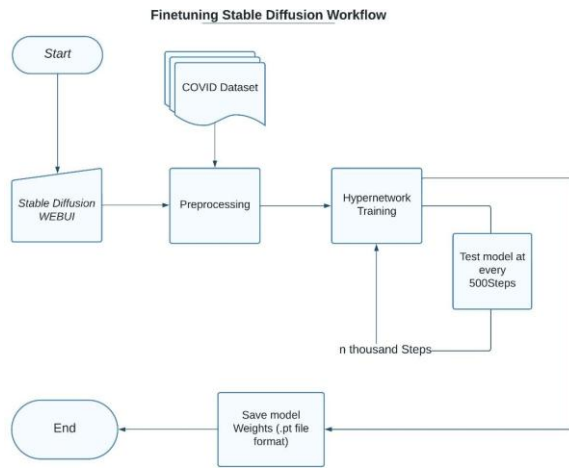 Finetuning Stable Diffusion Workflow
Start
COVID Dataset
Stable Diffusion
WEBUI
Preprocessing
Hypernetwork
Training
Test model at
every
500Steps
n thousand Steps
End
Save model
Weights (.pt file
format)